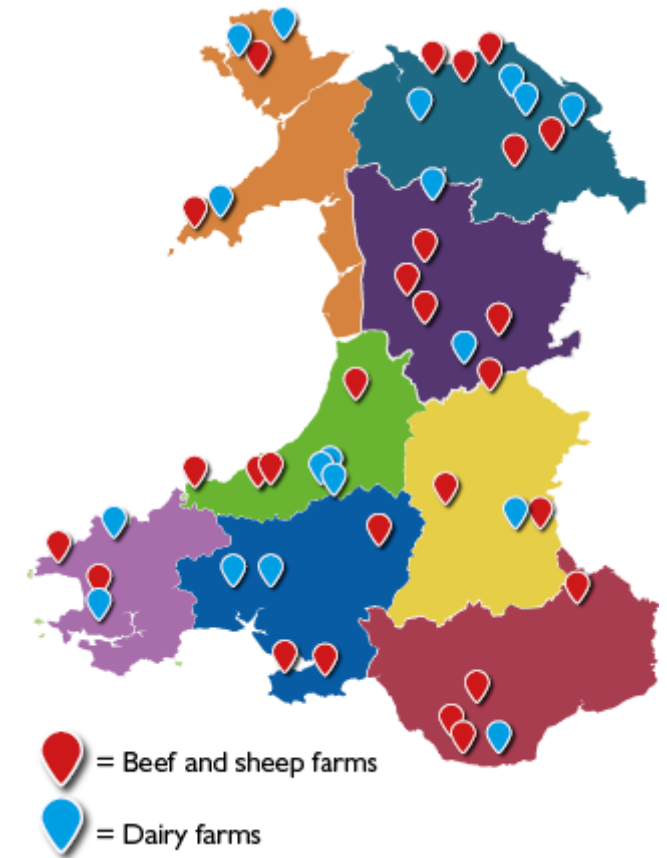 = Beef and sheep farms
= Dairy farms